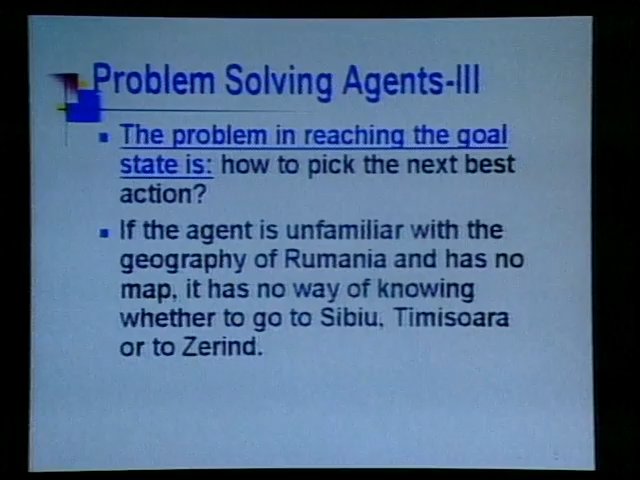 Problem Solving Agents-III
The problem in reaching the goal
state is: how to pick the next best
action?
If the agent is unfamiliar with the
geography of Rumania and has no
map, it has no way of knowing
whether to go to Sibiu, Timisoara
or to Zerind.